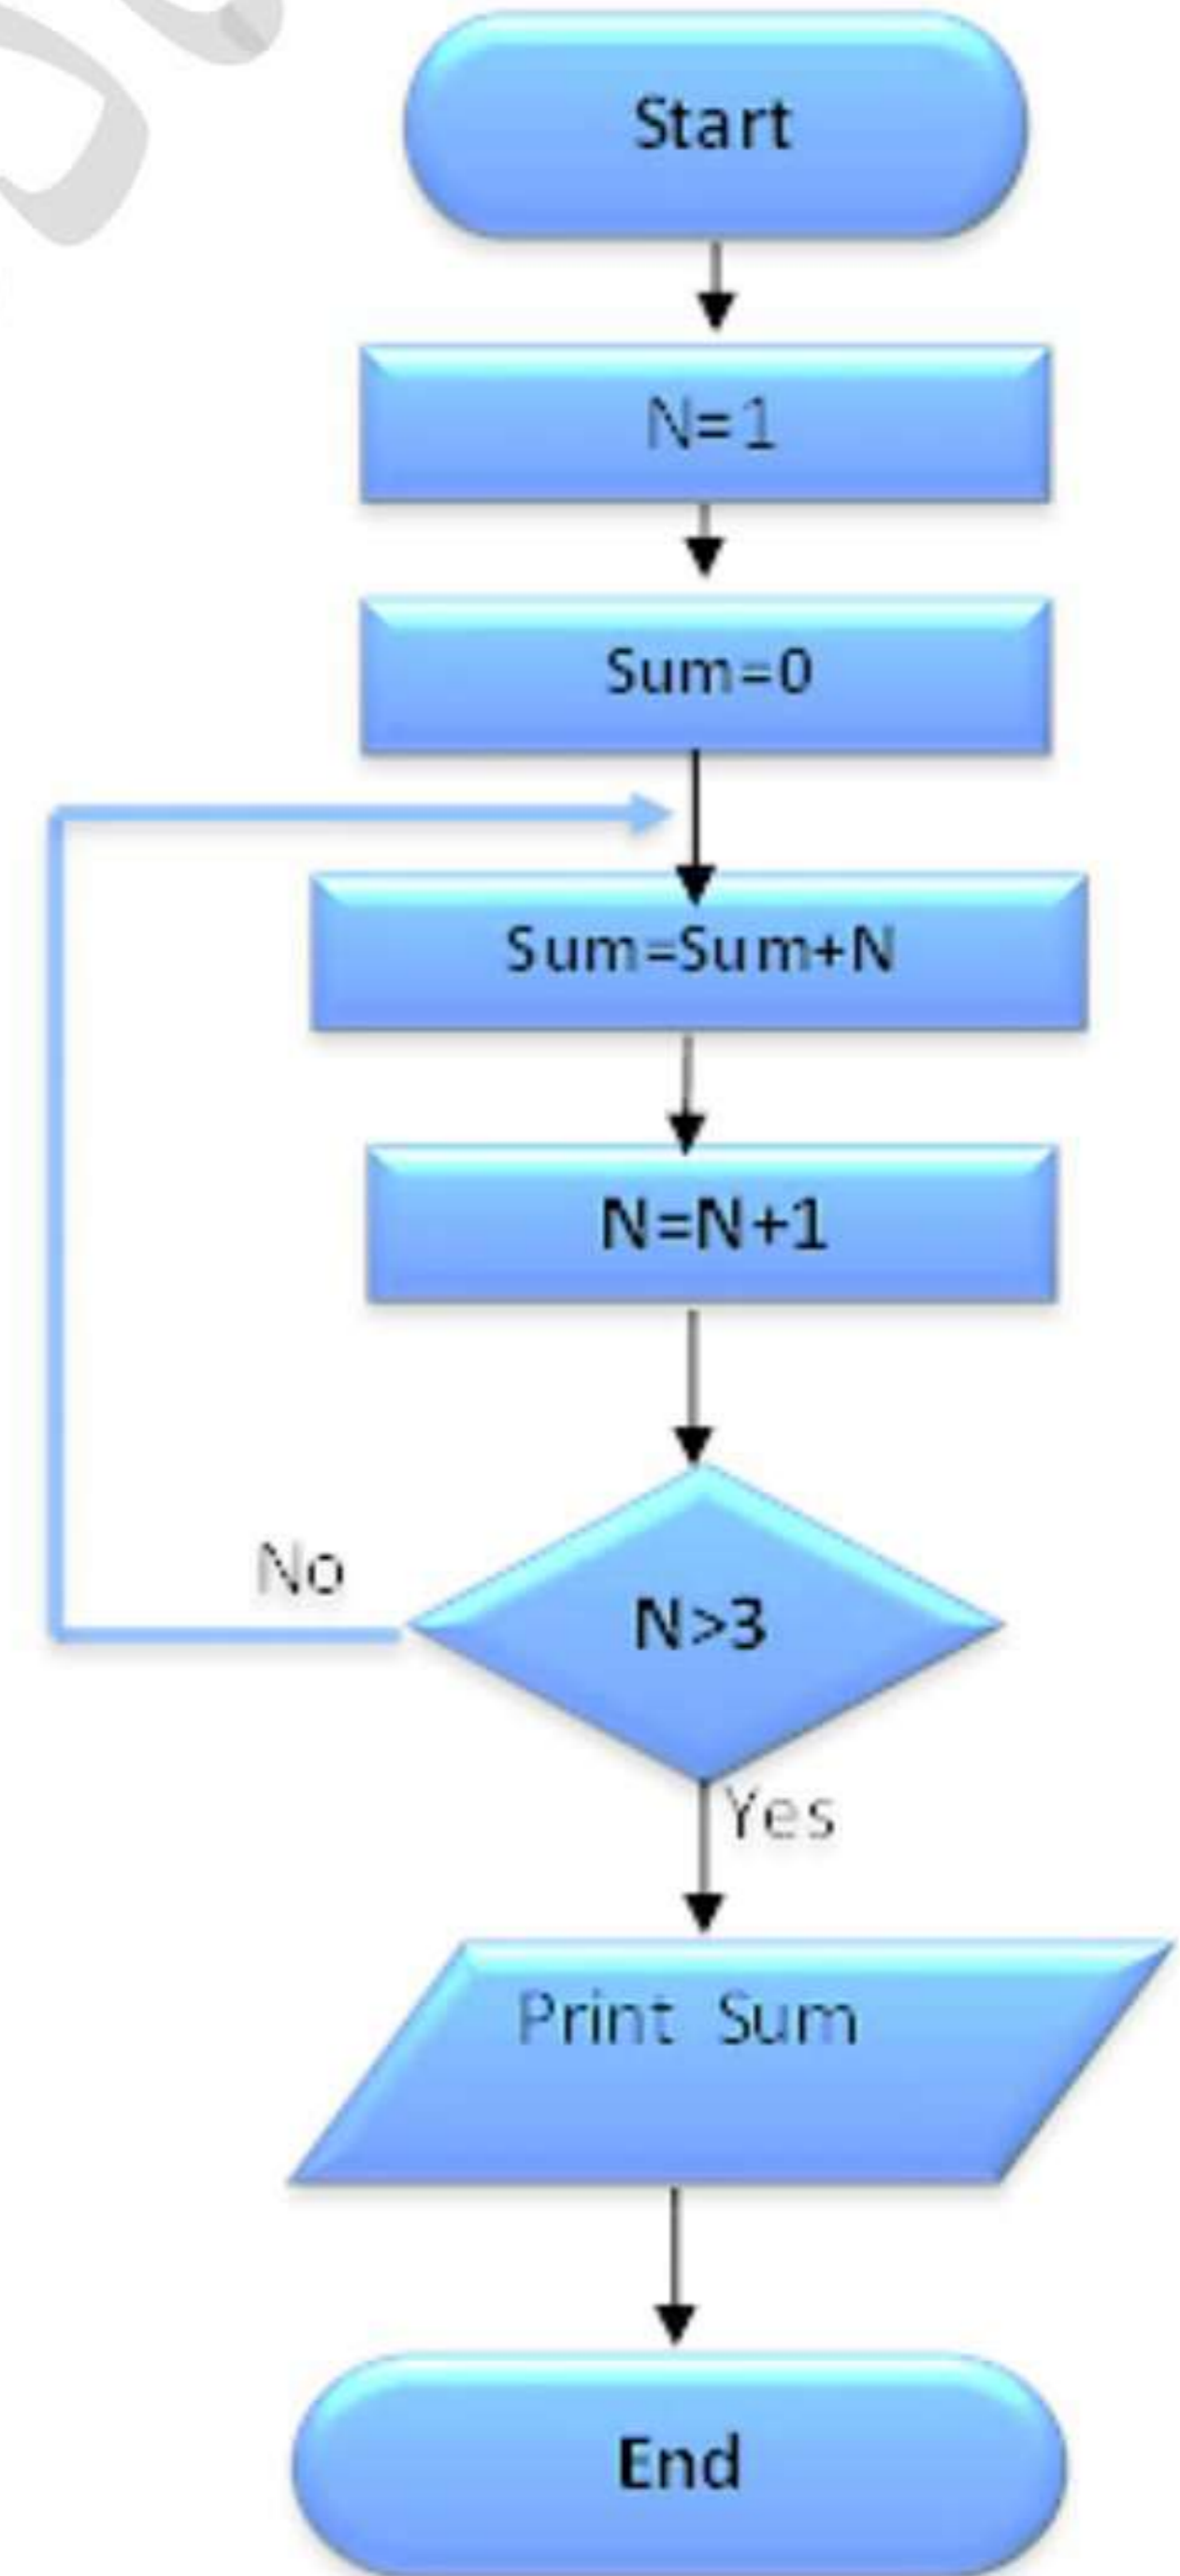 Start
N=1
Sum=0
Sum=Sum+N
N=N+1
N>3
No
Yes
Print Sum
End